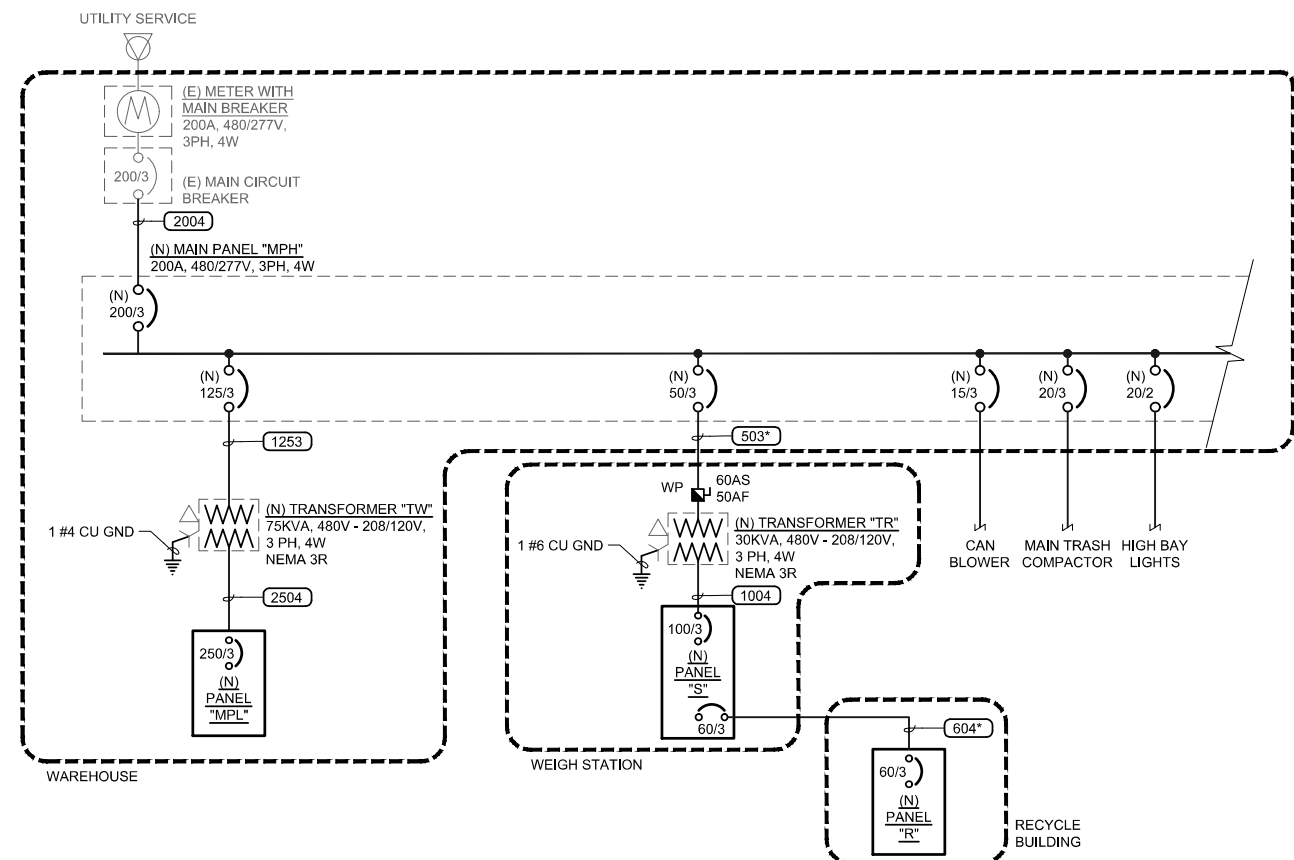 UTILITY SERVICE
M
(E) METER WITH
MAIN BREAKER
200A, 480/277V,
3PH, 4W
200/3
(E) MAIN CIRCUIT
BREAKER
2004
(N) MAIN PANEL "MPH"
200A, 480/277V, 3PH, 4W
(N)
200/3
(N)
125/3
(N)
50/3
(N)
15/3
(N)
20/3
(N)
20/2
1253
503*
WP
60AS
50AF
1 #4 CU GND
(N) TRANSFORMER "TW"
75KVA, 480V - 208/120V,
3 PH, 4W
NEMA 3R
1 #6 CU GND
(N) TRANSFORMER "TR"
30KVA, 480V - 208/120V,
3 PH, 4W
NEMA 3R
CAN
BLOWER
MAIN TRASH
COMPACTOR
HIGH BAY
LIGHTS
2504
1004
250/3
(N)
PANEL
"MPL"
100/3
(N)
PANEL
"S"
60/3
604*
60/3
(N)
PANEL
"R"
WAREHOUSE
WEIGH STATION
RECYCLE
BUILDING